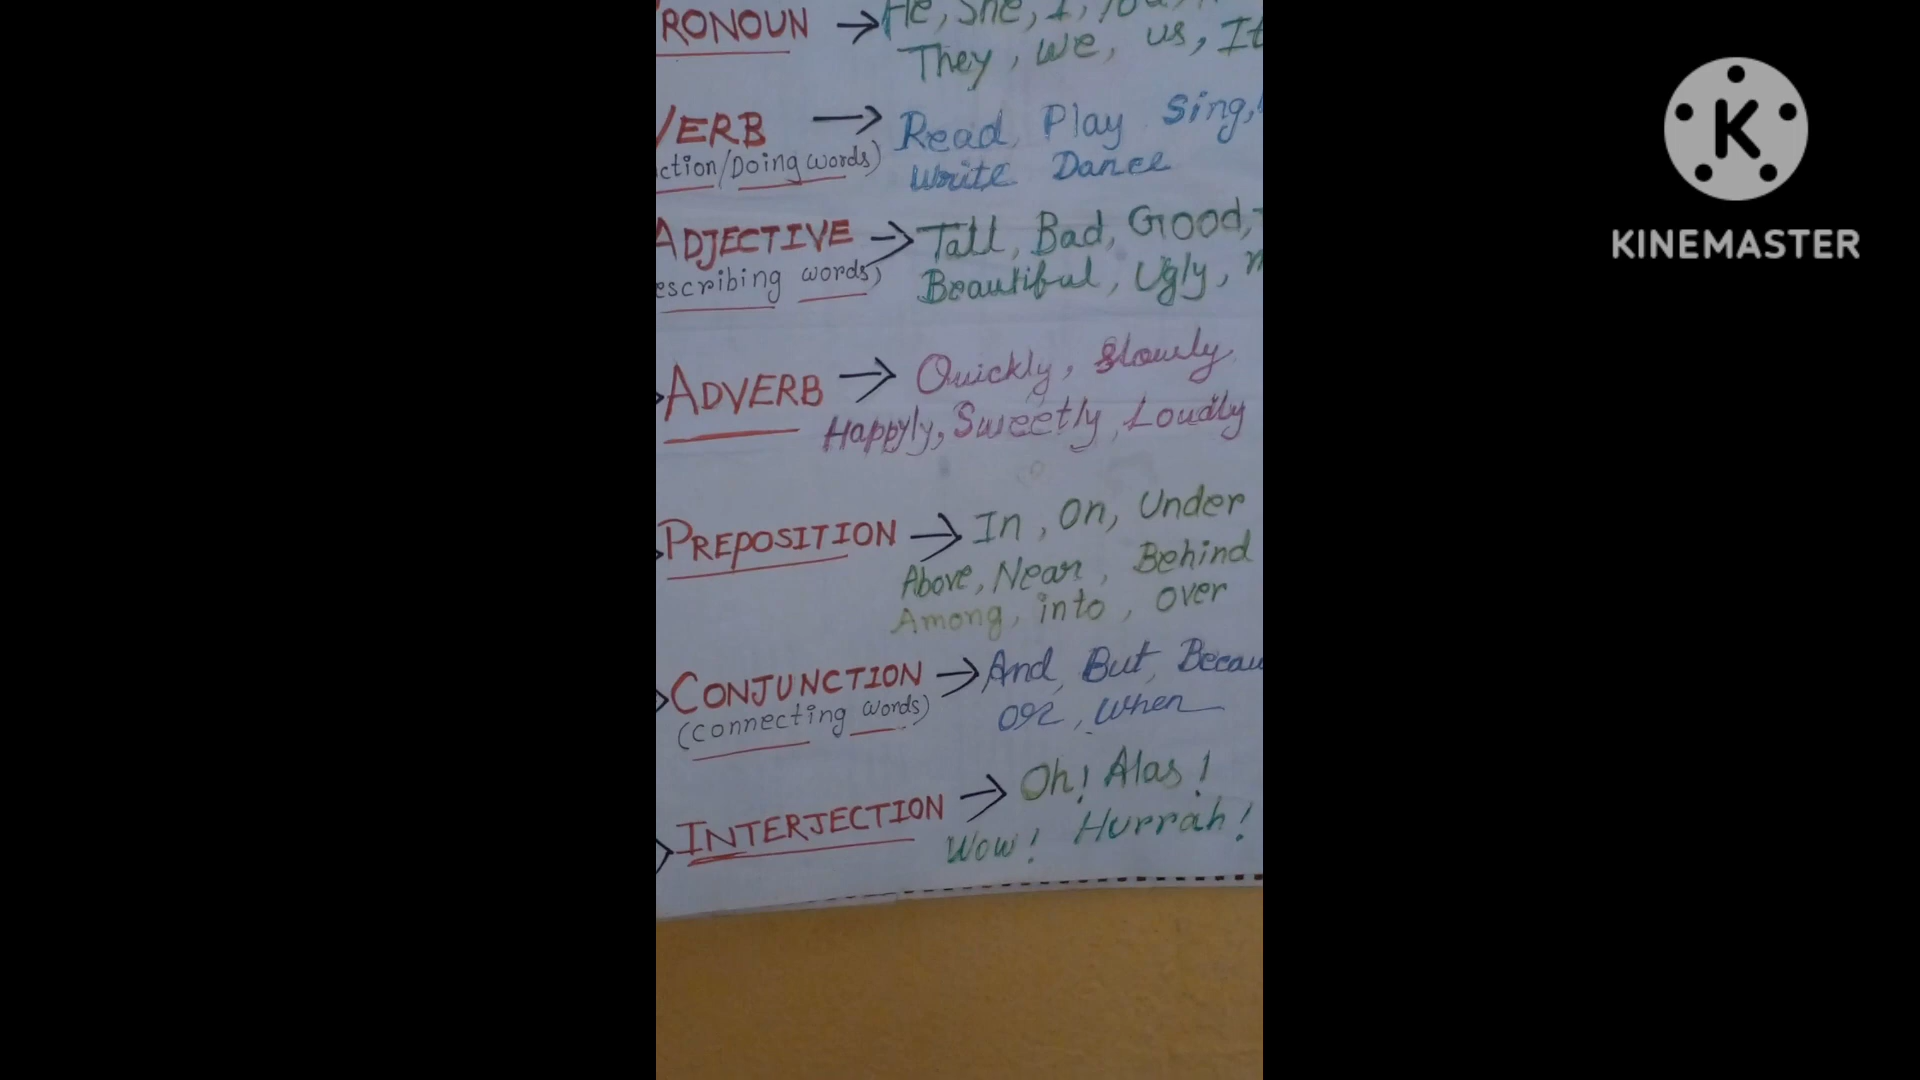 RONOUN → He, She, I, You,
They, we, us, It
VERB → Read, Play Sing,
ction/Doing words)
Write Dance
ADJECTIVE → Tall, Bad, Good,
escribing words)
Beautiful, Ugly,
ADVERB → Quickly, Slowly
Happyly, Sweetly, Loudly
PREPOSITION → In, On, Under
Above, Near, Behind
Among, into, over
CONJUNCTION → And, But, Becau
(connecting words)
or, when
INTERJECTION → Oh! Alas!
Wow! Hurrah!
K
KINEMASTER